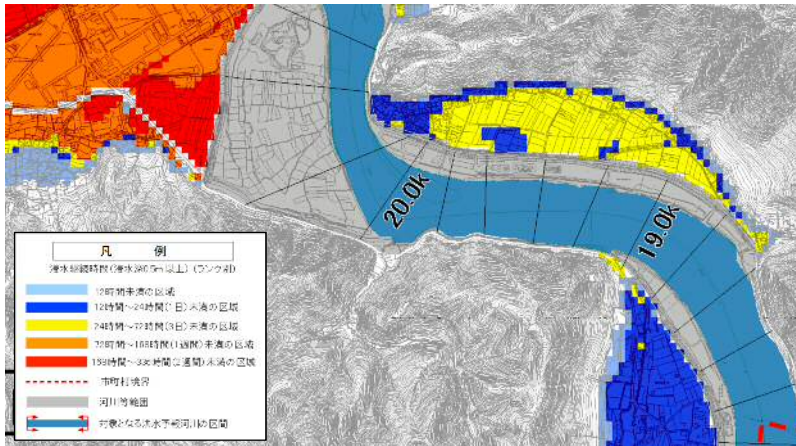 20.0k
19.0k
凡 例
浸水継続時間(浸水深0.5m以上)(ランク別)
12時間未満の区域
12時間～24時間(1日)未満の区域
24時間～72時間(3日)未満の区域
72時間～168時間(1週間)未満の区域
168時間～336時間(2週間)未満の区域
市町村境界
河川等範囲
対象となる洪水予報河川の区間